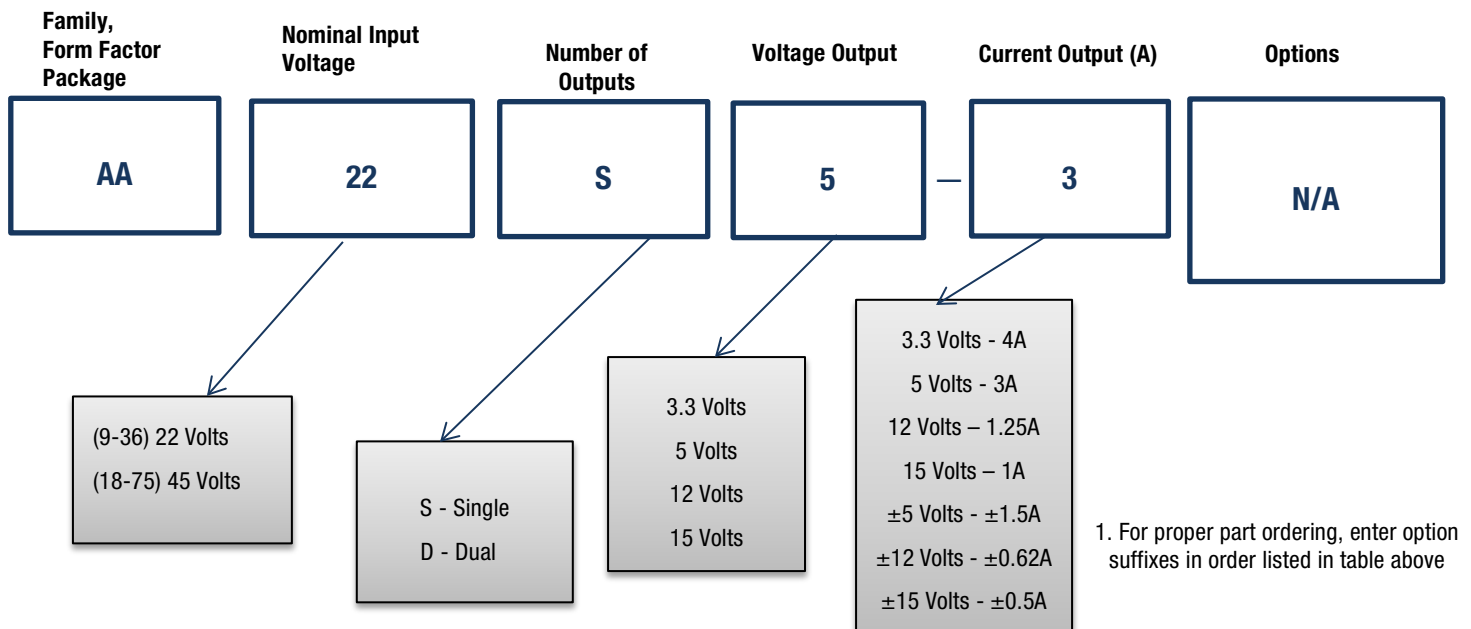 Family,
Form Factor
Package
Nominal Input
Voltage
Number of
Outputs
Voltage Output
Current Output (A)
Options
AA
22
S
5
—
3
N/A
(9-36) 22 Volts
(18-75) 45 Volts
S - Single
D - Dual
3.3 Volts
5 Volts
12 Volts
15 Volts
3.3 Volts - 4A
5 Volts - 3A
12 Volts – 1.25A
15 Volts – 1A
±5 Volts - ±1.5A
±12 Volts - ±0.62A
±15 Volts - ±0.5A
1. For proper part ordering, enter option
suffixes in order listed in table above